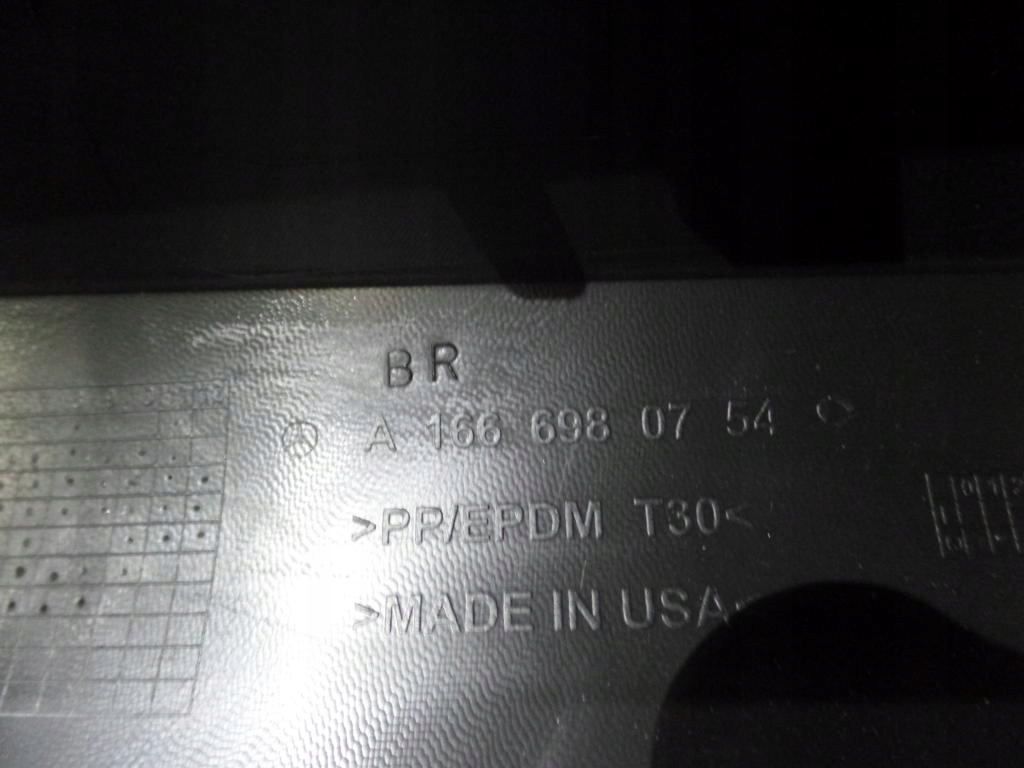 BR
A 166 698 07 54
>PP/EPDM T30<
>MADE IN USA<